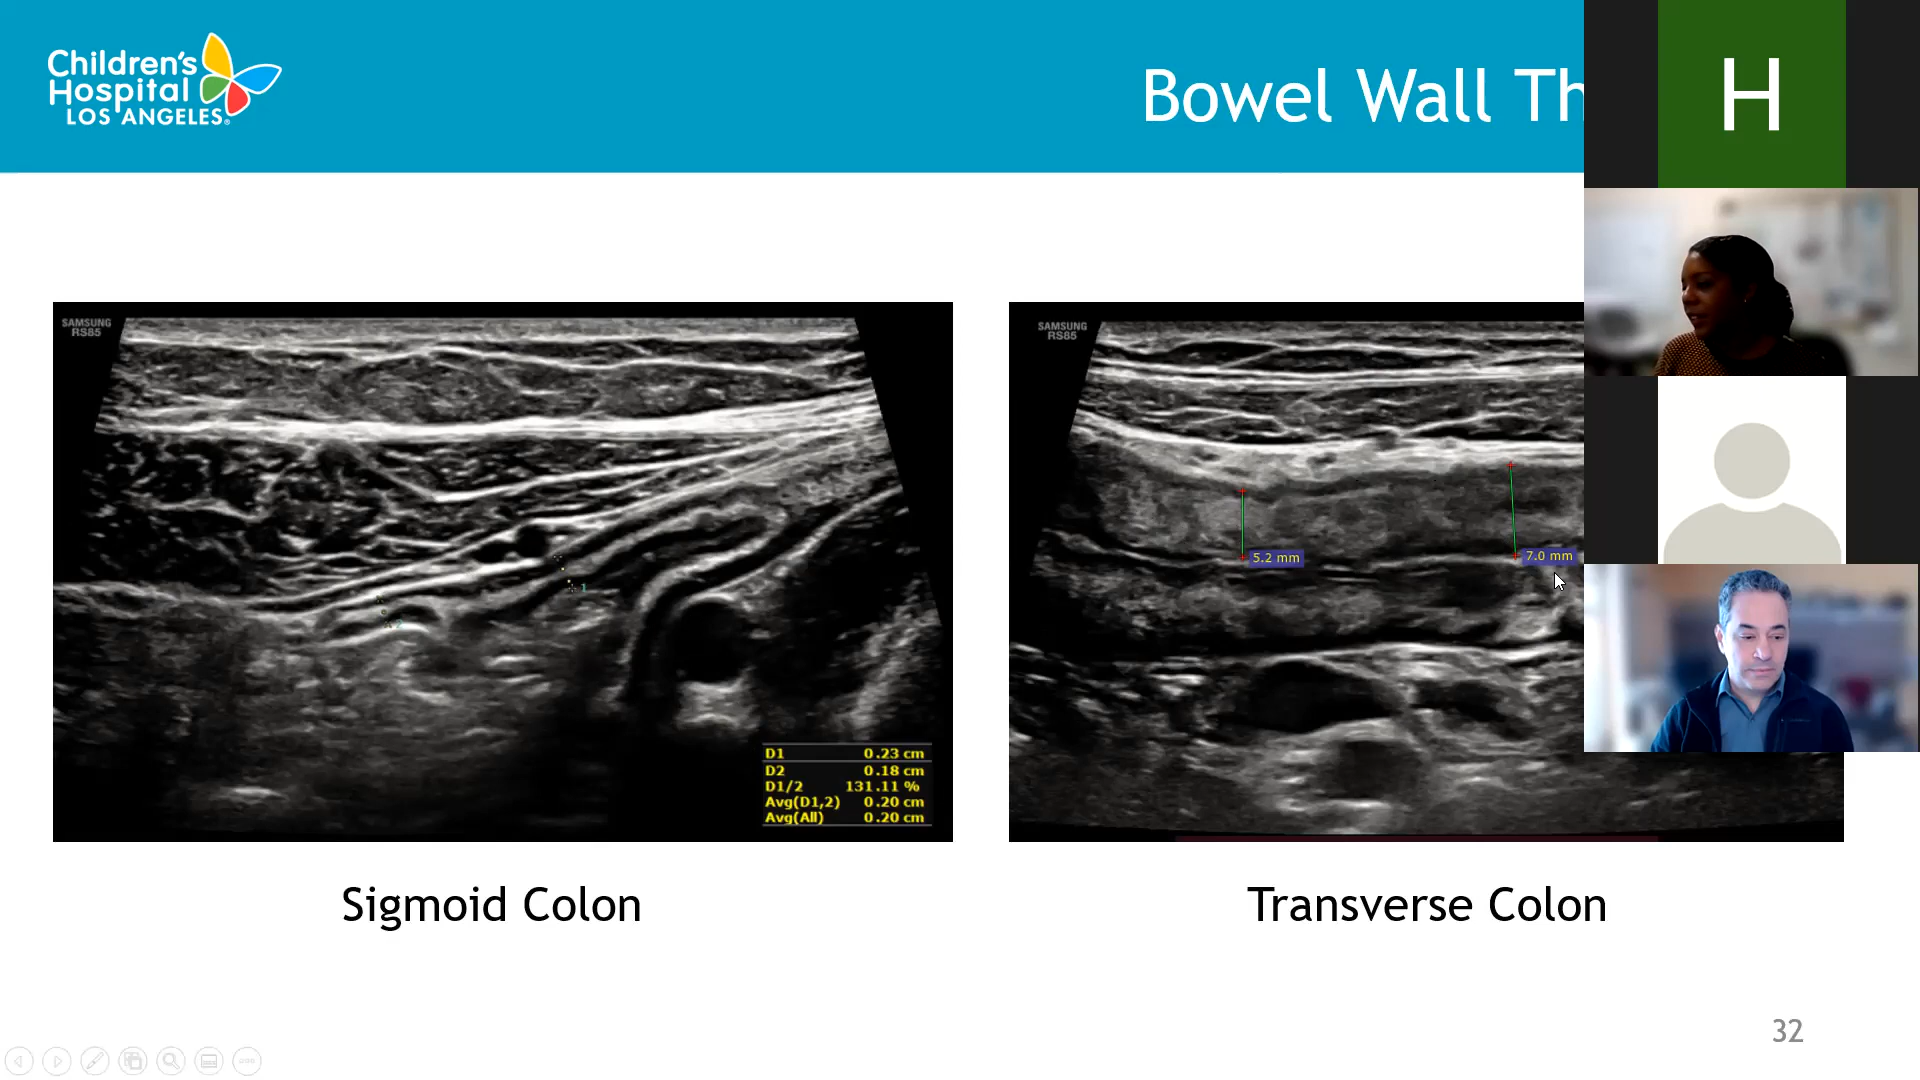 Children's
Hospital
LOS ANGELES®
Bowel Wall Th
H
SAMSUNG
RS85
SAMSUNG
RS85
5.2 mm
7.0 mm
1
2
D1 0.23 cm
D2 0.18 cm
D1/2 131.11 %
Avg(D1,2) 0.20 cm
Avg(All) 0.20 cm
Sigmoid Colon
Transverse Colon
32